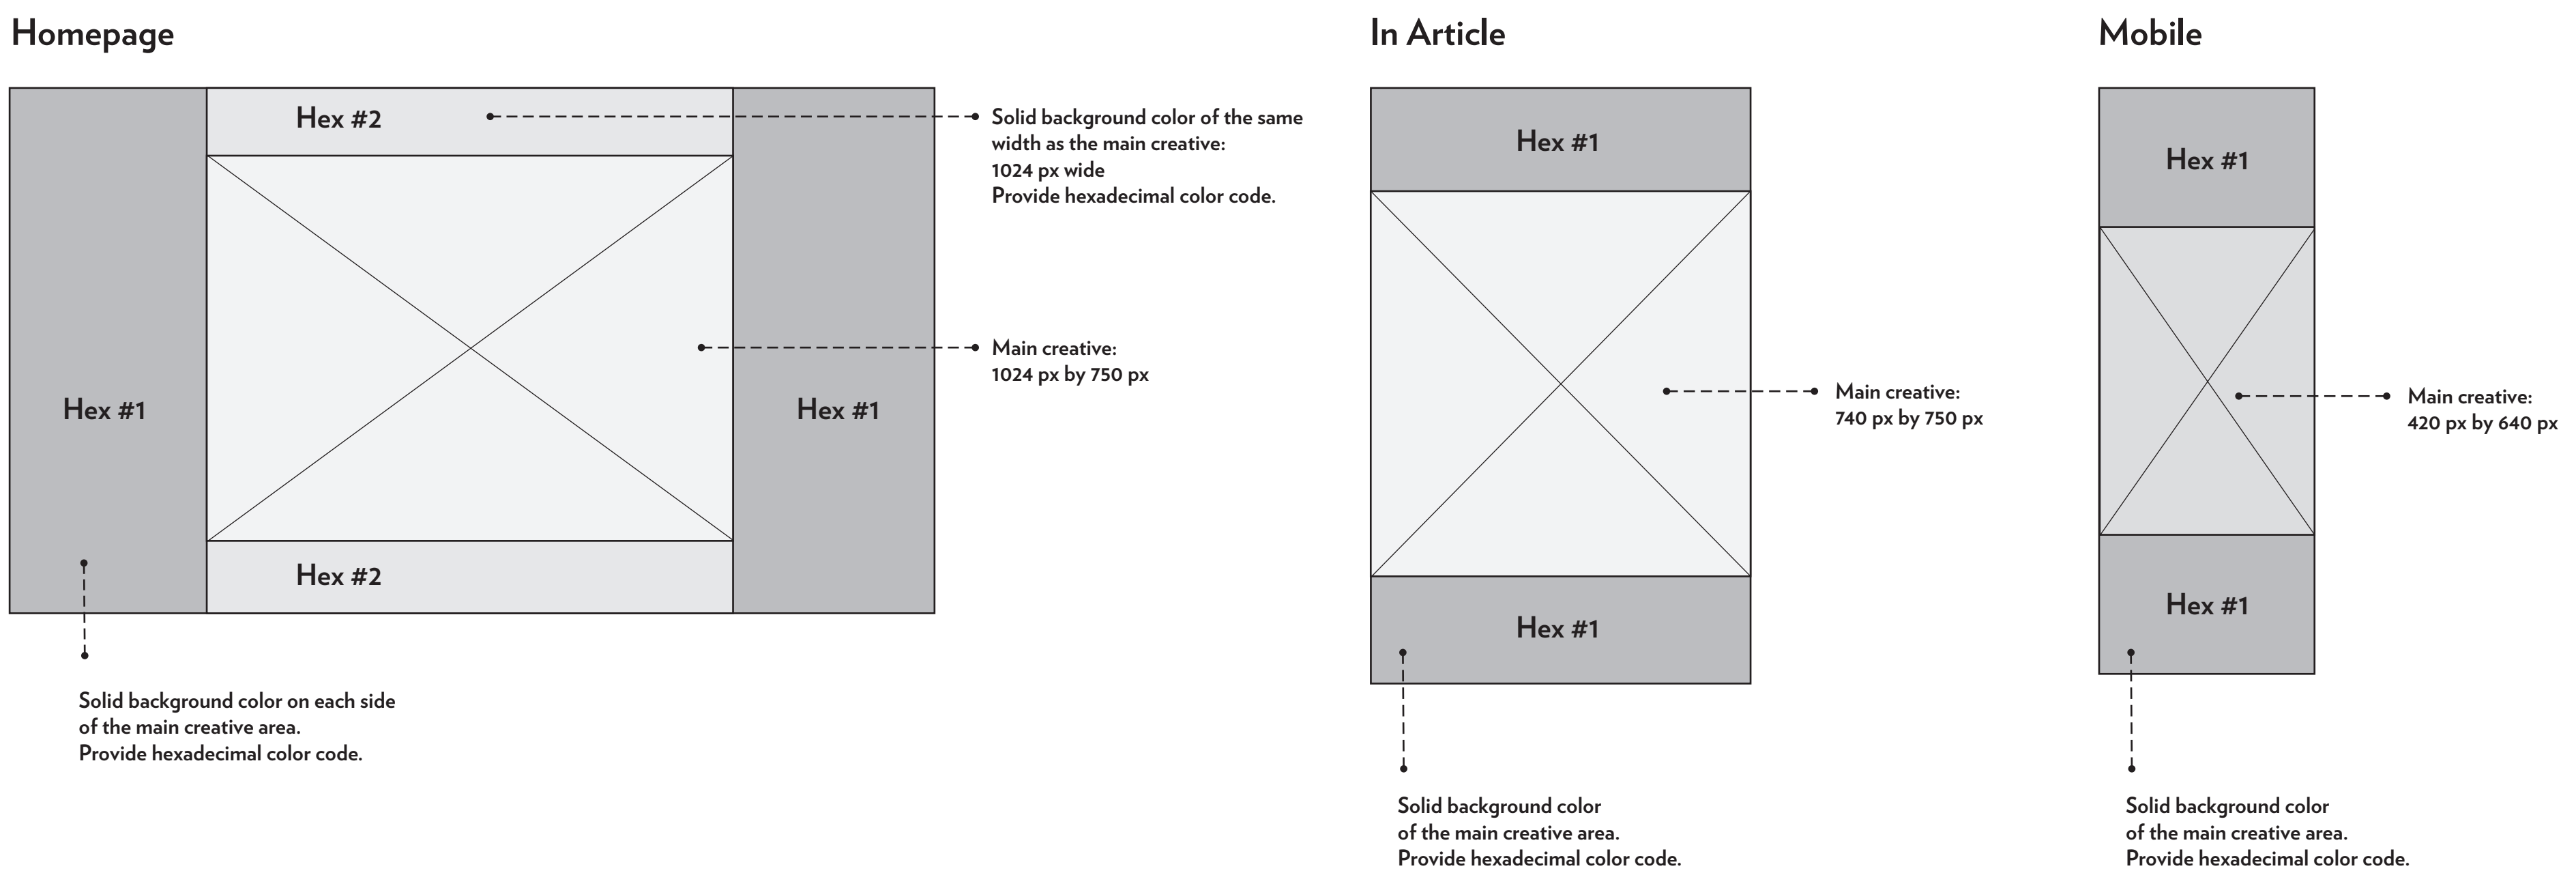 Homepage
Hex #2
Solid background color of the same
width as the main creative:
1024 px wide
Provide hexadecimal color code.
Main creative:
1024 px by 750 px
Hex #1
Hex #1
Hex #2
Solid background color on each side
of the main creative area.
Provide hexadecimal color code.
In Article
Hex #1
Main creative:
740 px by 750 px
Hex #1
Solid background color
of the main creative area.
Provide hexadecimal color code.
Mobile
Hex #1
Main creative:
420 px by 640 px
Hex #1
Solid background color
of the main creative area.
Provide hexadecimal color code.